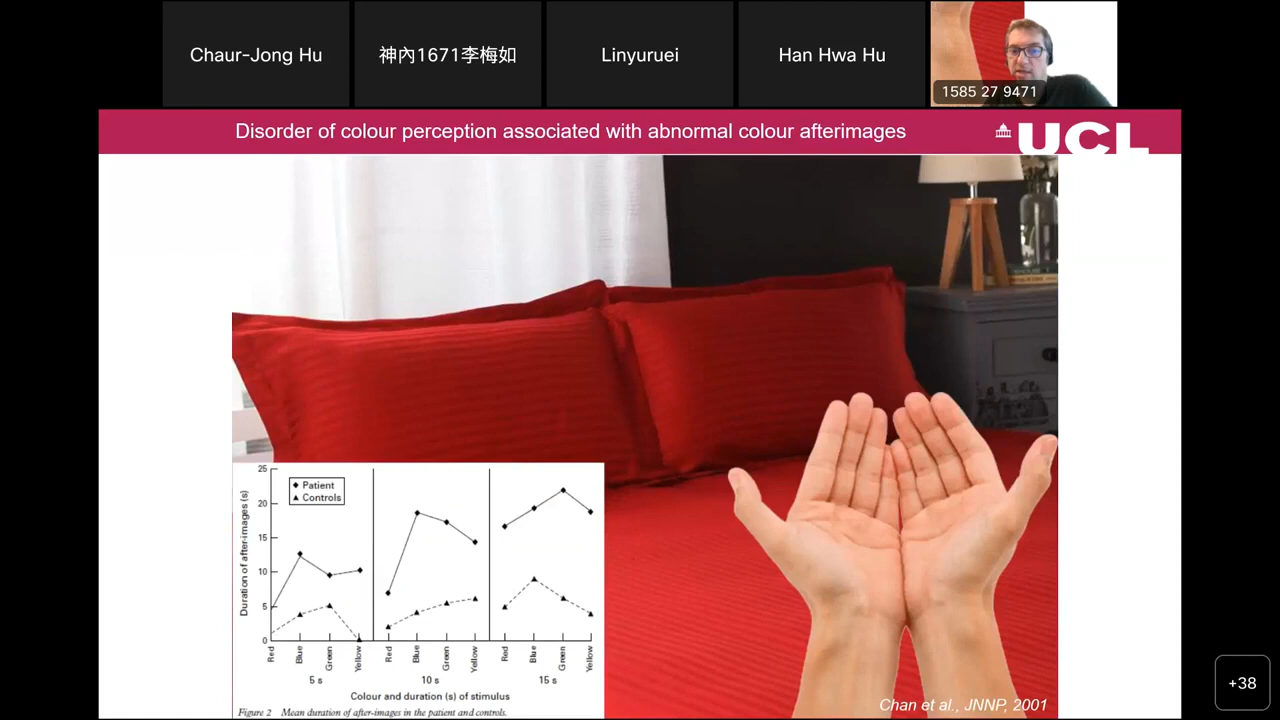 Chaur-Jong Hu
神內1671李梅如
Linyuruei
Han Hwa Hu
1585 27 9471
Disorder of colour perception associated with abnormal colour afterimages
UCL
Duration of after-images (s)
25
20
15
10
5
0
Patient
Controls
Red
Blue
Green
Yellow
Red
Blue
Green
Yellow
Red
Blue
Green
Yellow
5 s
10 s
15 s
Colour and duration (s) of stimulus
Figure 2 Mean duration of after-images in the patient and controls.
Chan et al., JNNP, 2001
+38